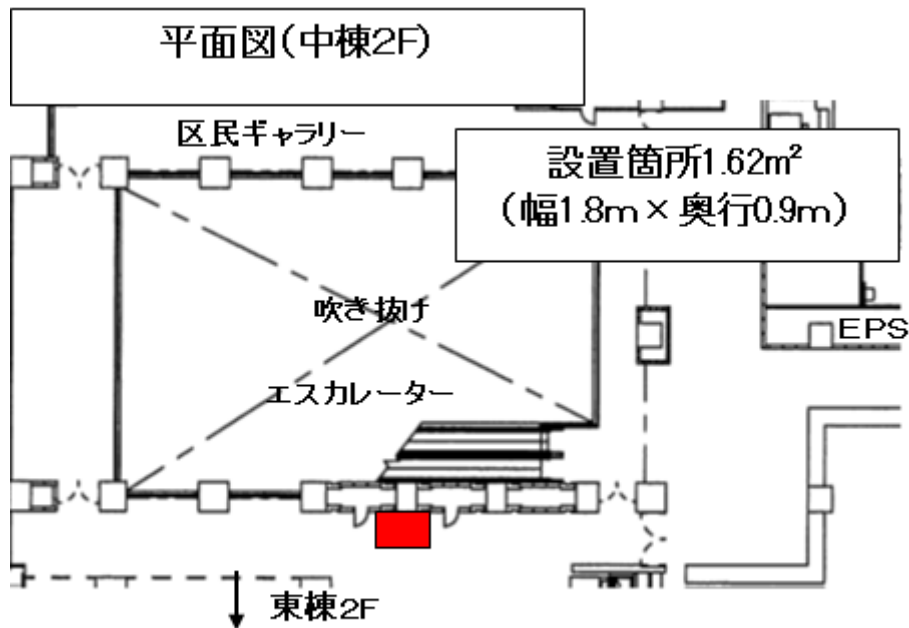 平面図(中棟2F)
区民ギャラリー
設置箇所1.62m²
(幅1.8m×奥行0.9m)
吹き抜け
EPS
エスカレーター
東棟2F